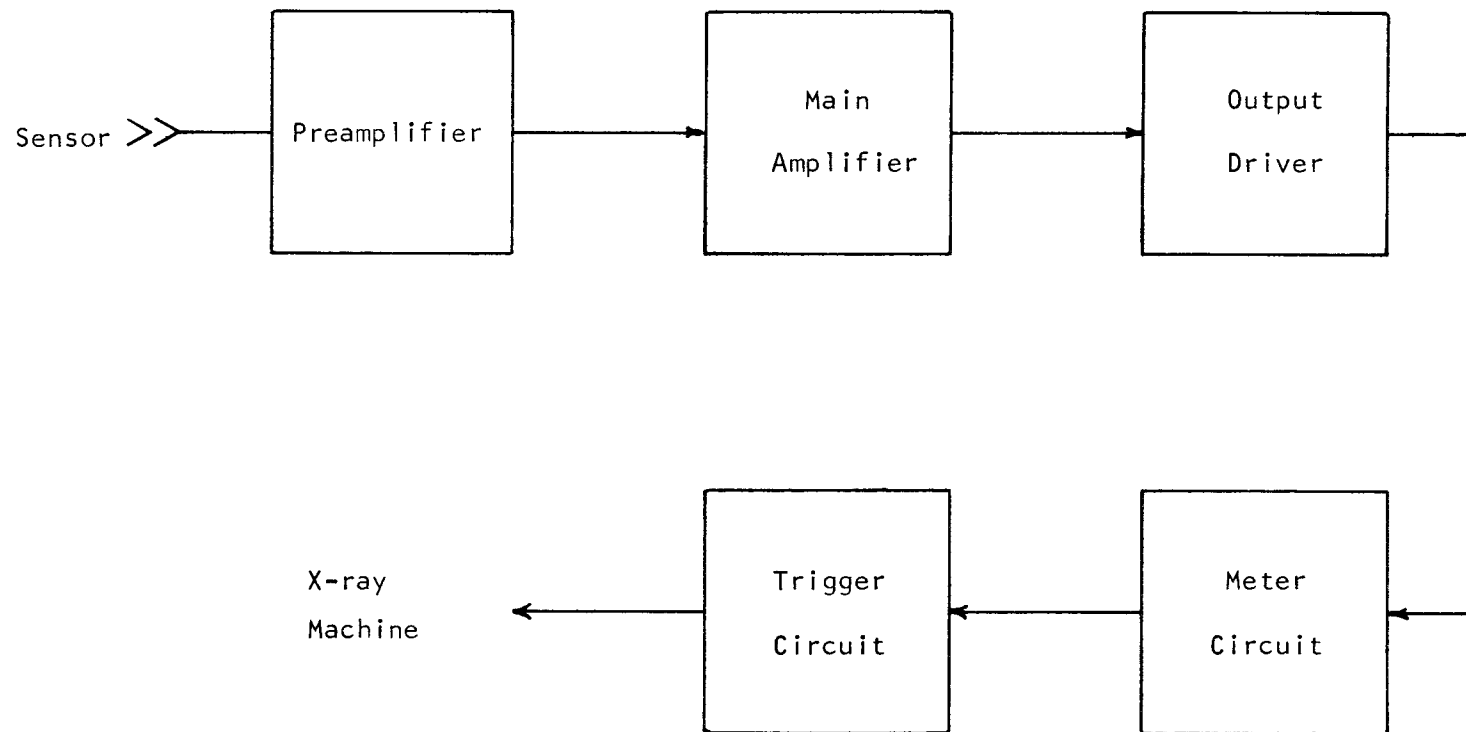 Sensor
Preamplifier
Main
Amplifier
Output
Driver
X-ray
Machine
Trigger
Circuit
Meter
Circuit